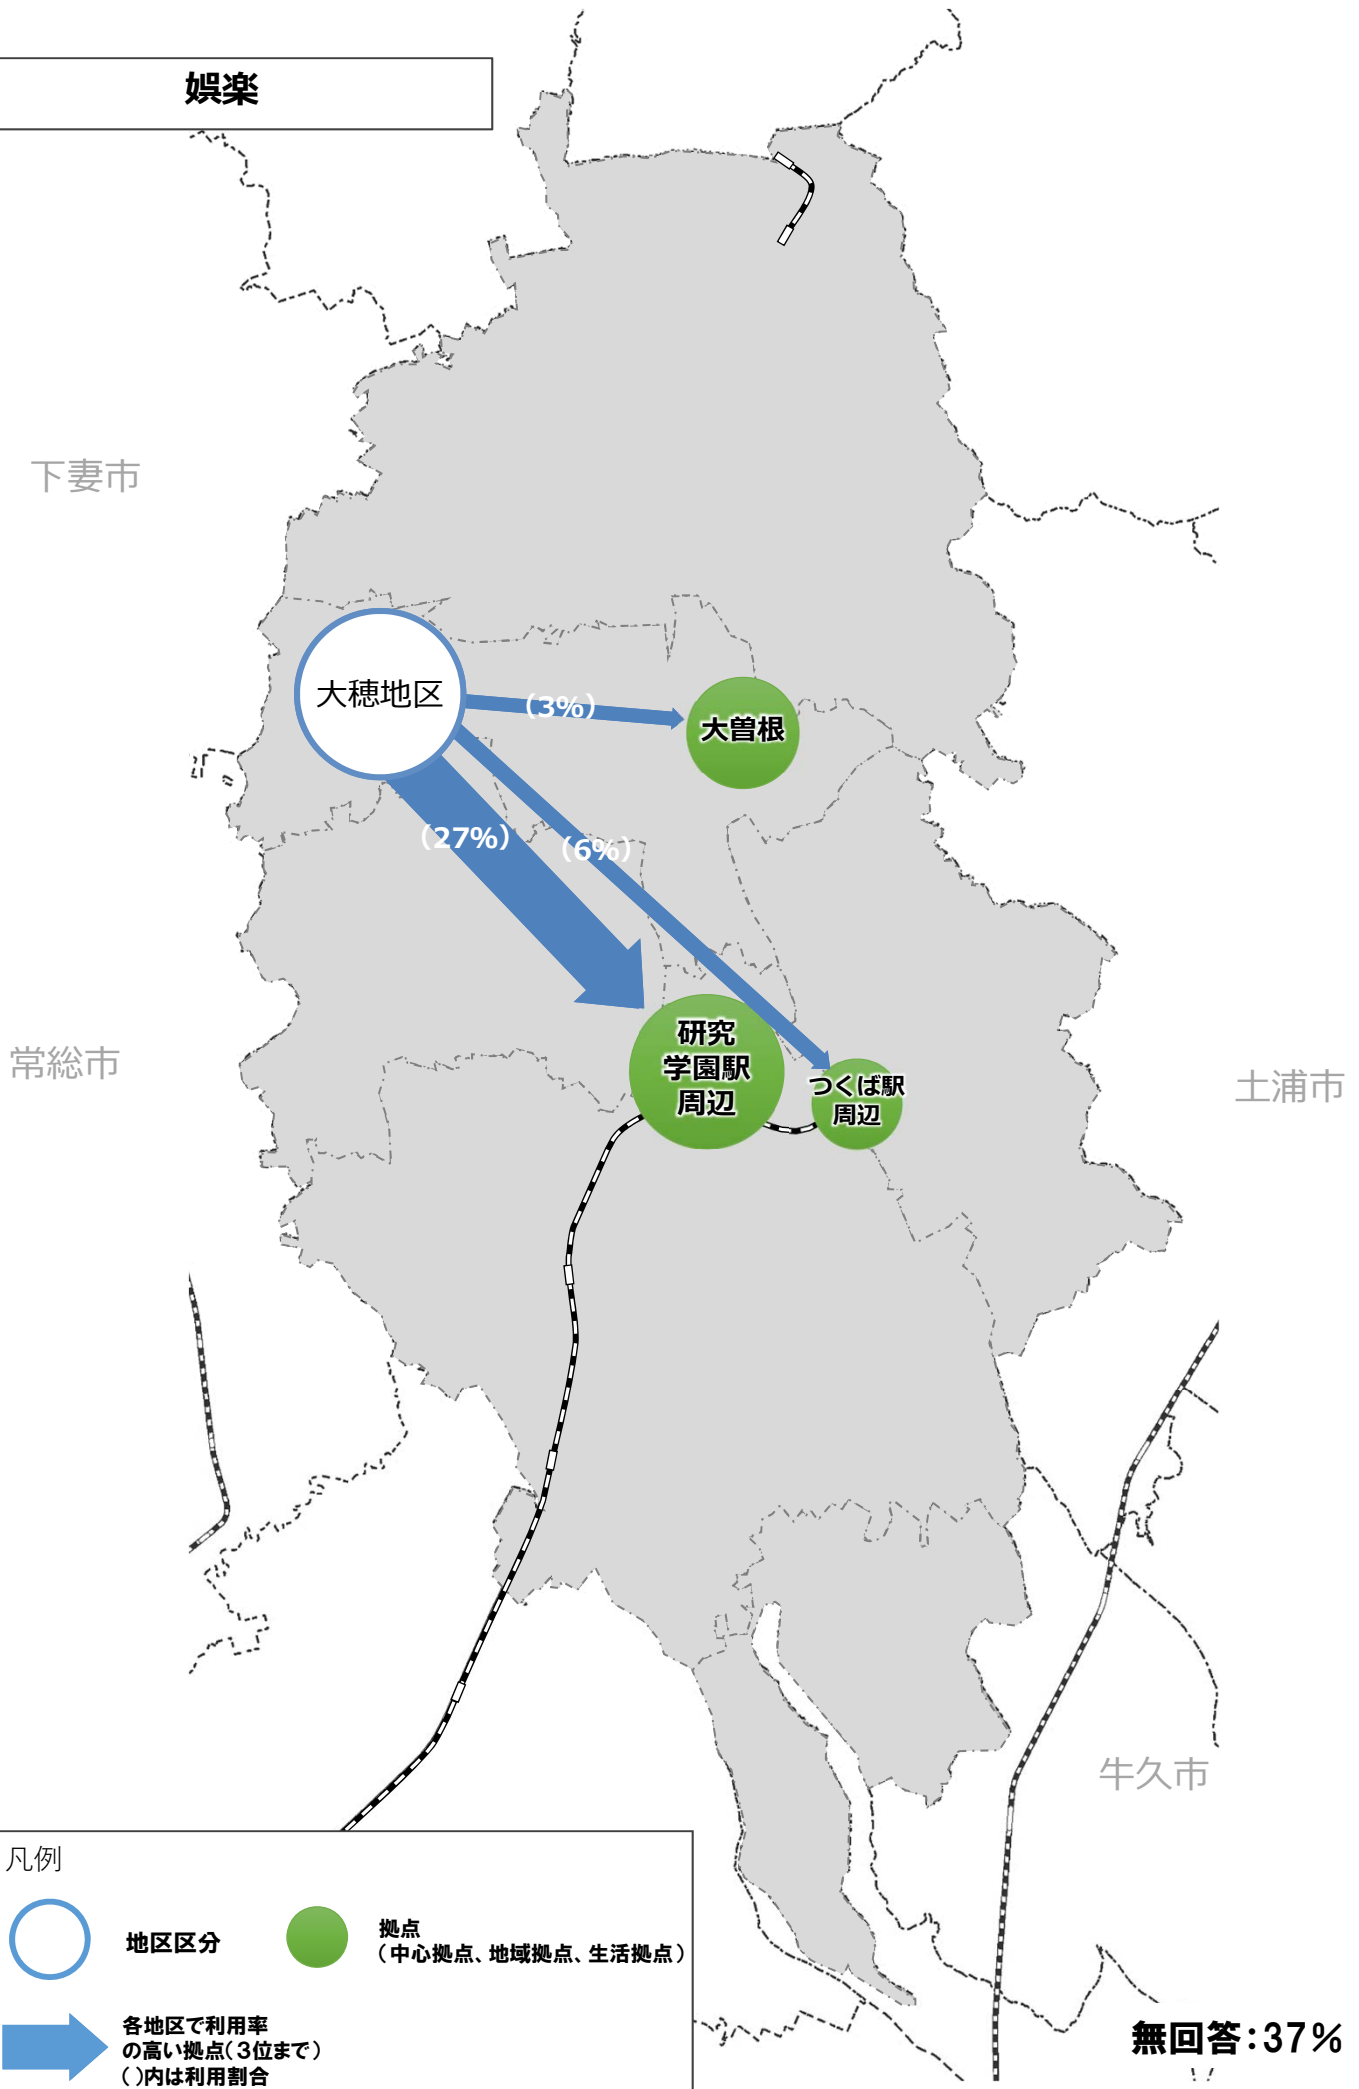 娯楽
下妻市
大穂地区
(3%)
大曽根
(27%)
(6%)
研究
学園駅
周辺
つくば駅
周辺
常総市
土浦市
牛久市
凡例
地区区分
拠点
(中心拠点、地域拠点、生活拠点)
各地区で利用率
の高い拠点(3位まで)
( )内は利用割合
無回答:37%